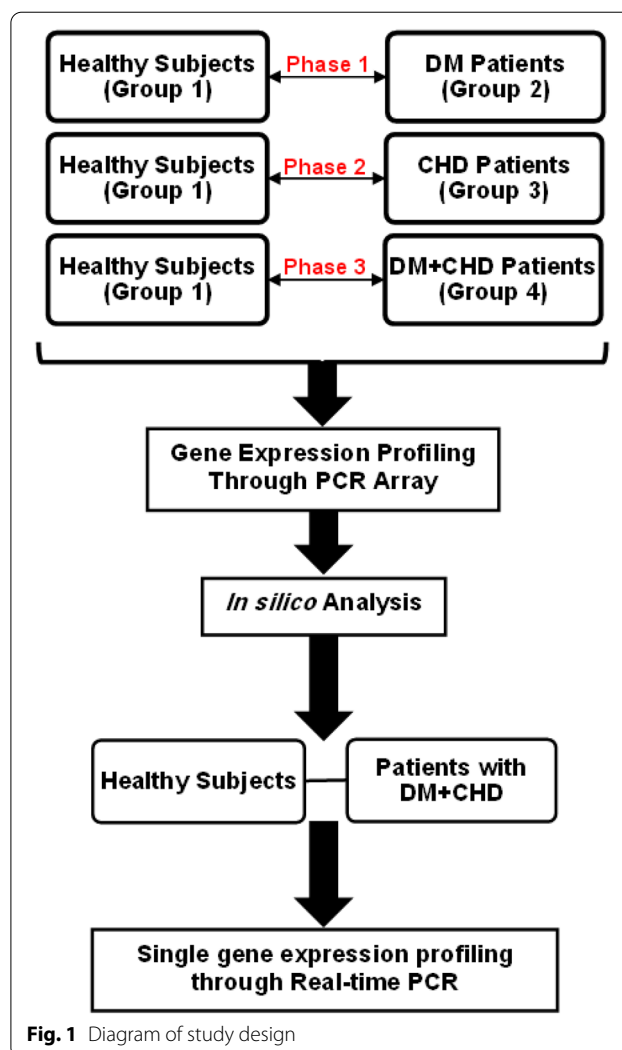 Healthy Subjects
(Group 1)
Phase 1
DM Patients
(Group 2)
Healthy Subjects
(Group 1)
Phase 2
CHD Patients
(Group 3)
Healthy Subjects
(Group 1)
Phase 3
DM+CHD Patients
(Group 4)
Gene Expression Profiling
Through PCR Array
In silico Analysis
Healthy Subjects
Patients with
DM+CHD
Single gene expression profiling
through Real-time PCR
Fig. 1 Diagram of study design